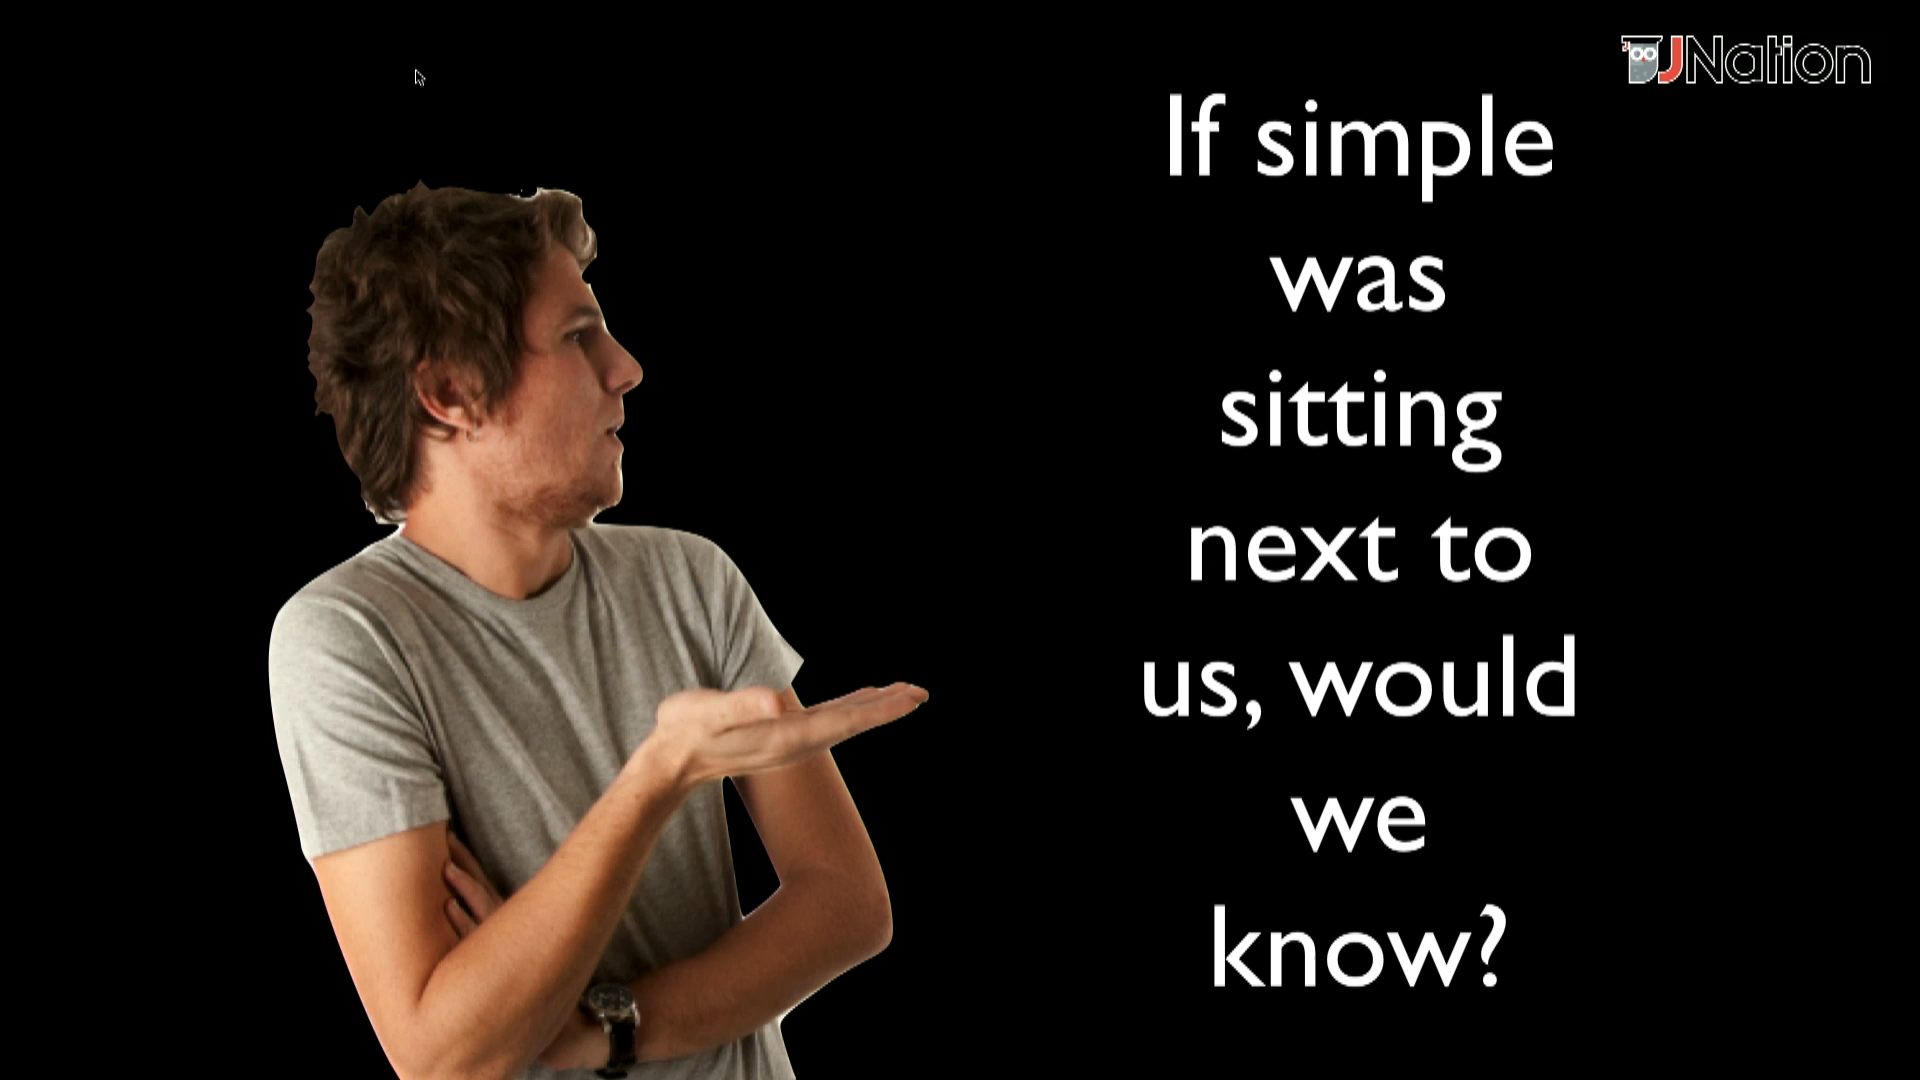 JNation
If simple
was
sitting
next to
us, would
we
know?